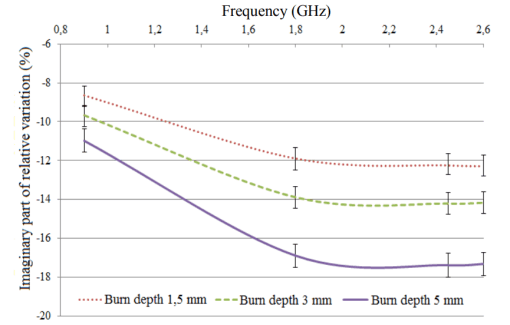 Frequency (GHz)
0,8 1 1,2 1,4 1,6 1,8 2 2,2 2,4 2,6
Imaginary part of relative variation (%)
-6
-8
-10
-12
-14
-16
-18
-20
Burn depth 1,5 mm Burn depth 3 mm Burn depth 5 mm